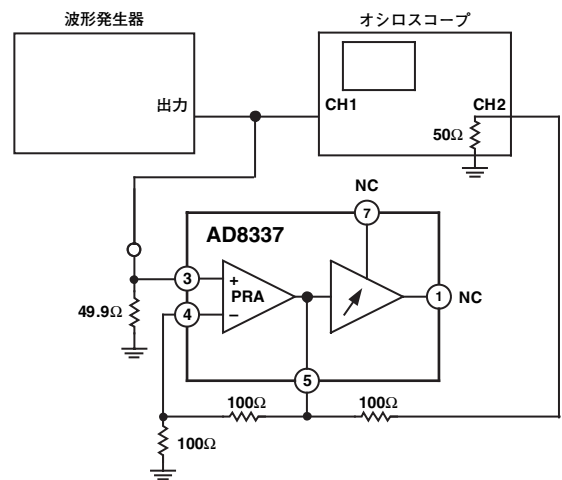 波形発生器
オシロスコープ
出力
CH1
CH2
50Ω
NC
7
AD8337
3
+
PRA
1
NC
4
−
49.9Ω
5
100Ω
100Ω
100Ω